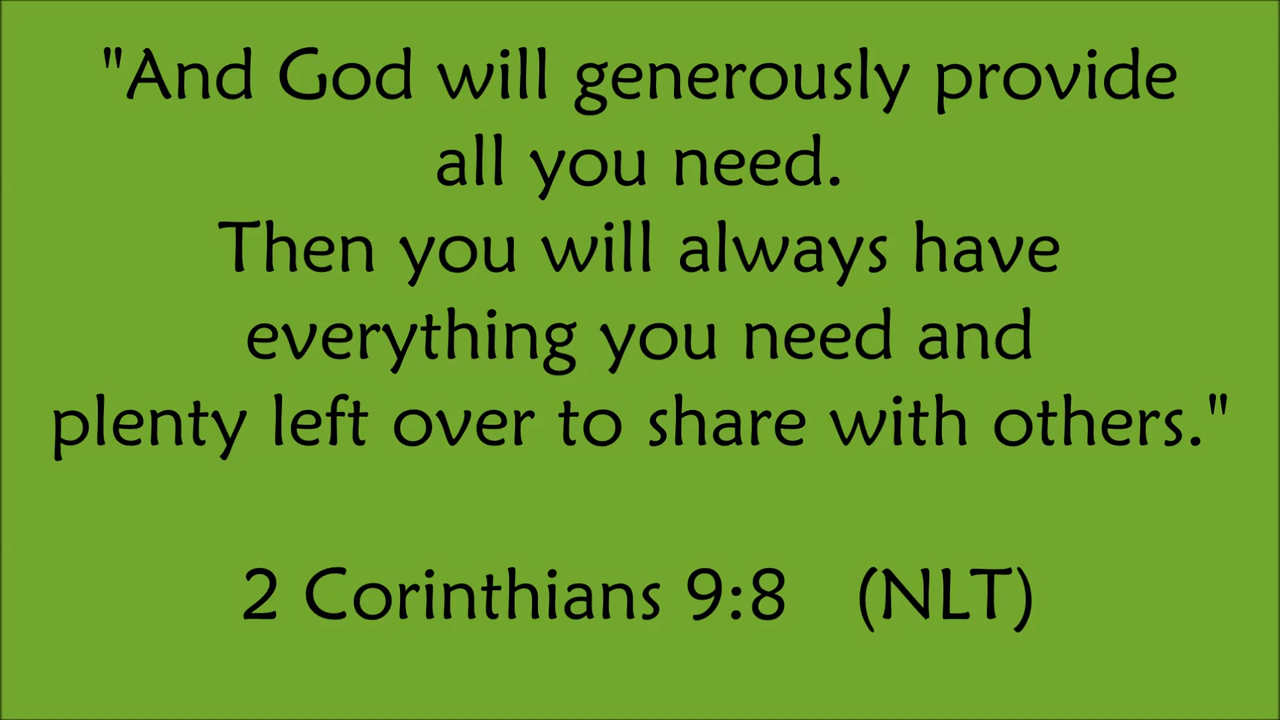 "And God will generously provide
all you need.
Then you will always have
everything you need and
plenty left over to share with others."
2 Corinthians 9:8 (NLT)